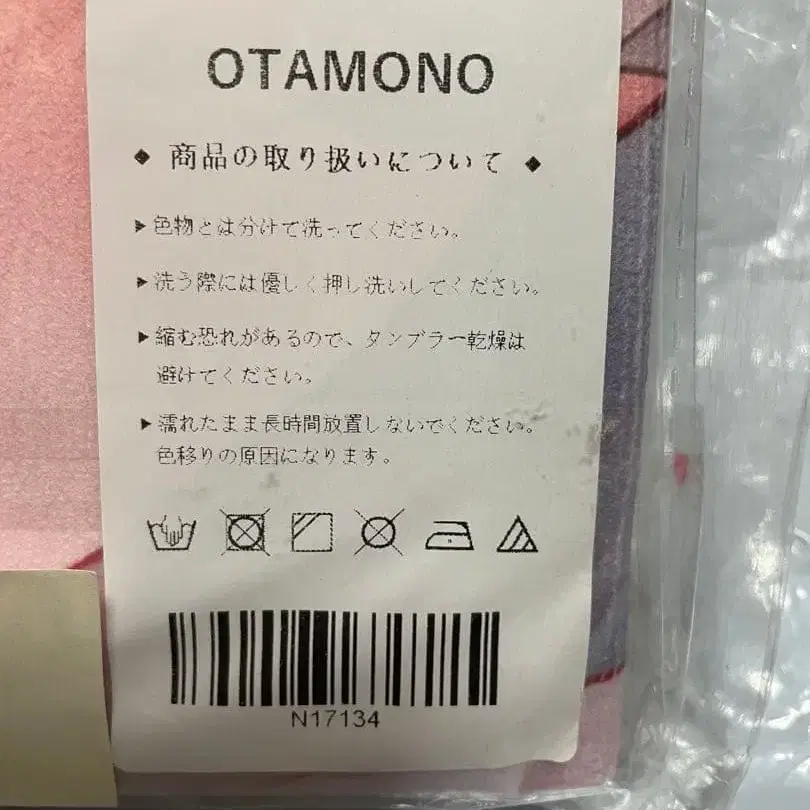 OTAMONO
◆ 商品の取り扱いについて ◆
▶色物とは分けて洗ってください。
▶洗う際には優しく押し洗いしてください。
▶縮む恐れがあるので、タンブラー乾燥は
避けてください。
▶濡れたまま長時間放置しないでください。
色移りの原因になります。
N17134